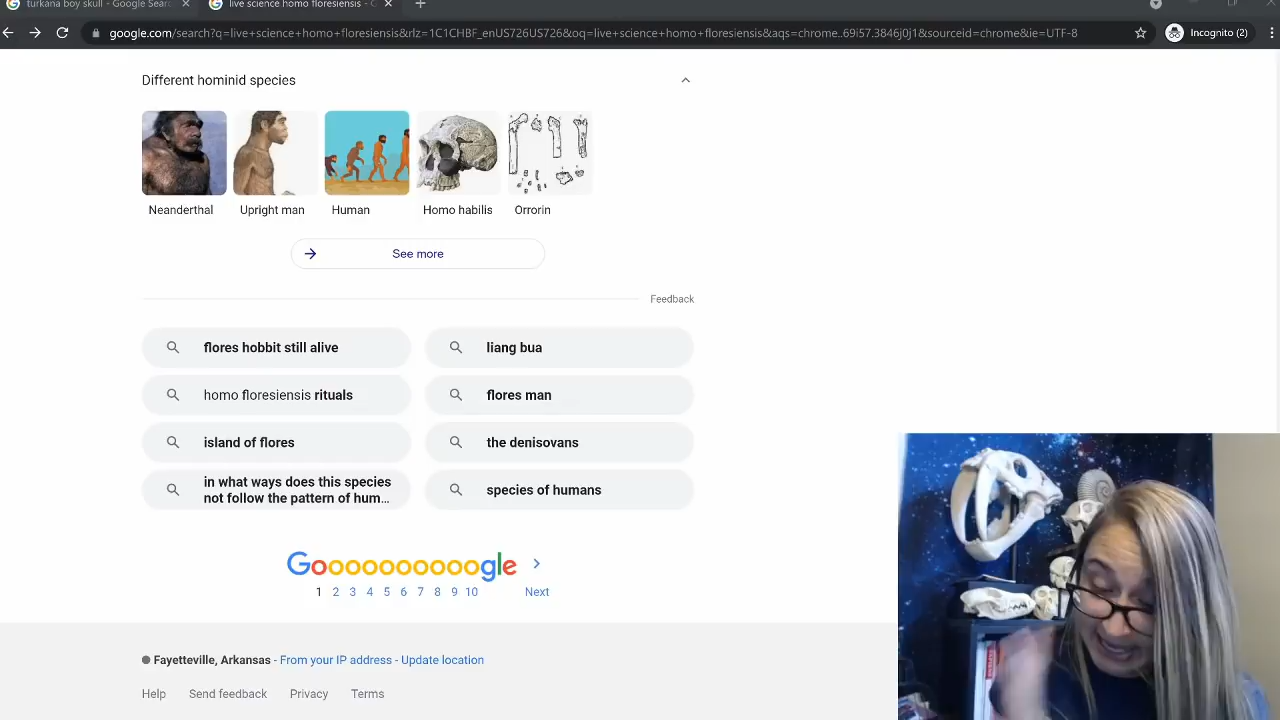 turkana boy skull - Google Sear
live science homo floresiensis - G
google.com/search?q=live+science+homo+floresiensis&rlz=1C1CHBF_enUS726US726&oq=live+science+homo+floresiensis&aqs=chrome..69i57.3846j0j1&sourceid=chrome&ie=UTF-8
Incognito (2)
Different hominid species
Neanderthal Upright man Human Homo habilis Orrorin
See more
Feedback
flores hobbit still alive
liang bua
homo floresiensis rituals
flores man
island of flores
the denisovans
in what ways does this species
not follow the pattern of hum...
species of humans
Gooooooooogle
1 2 3 4 5 6 7 8 9 10 Next
Fayetteville, Arkansas - From your IP address - Update location
Help Send feedback Privacy Terms